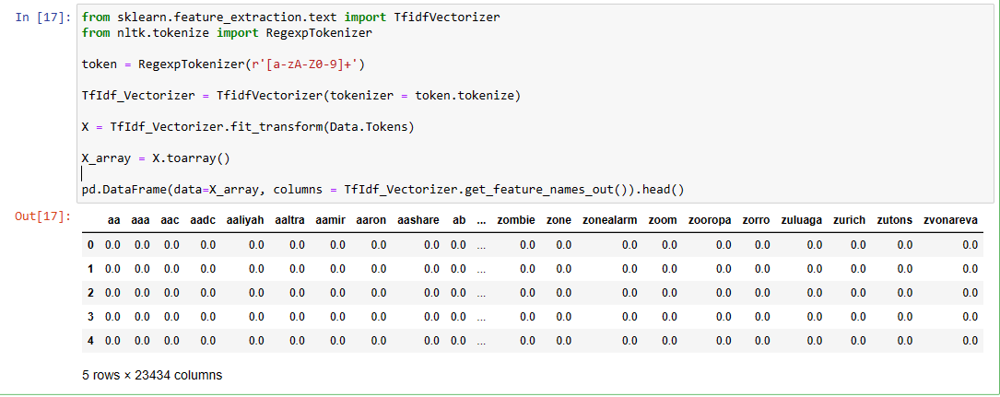 In [17]: from sklearn.feature_extraction.text import TfidfVectorizer
from nltk.tokenize import RegexpTokenizer
token = RegexpTokenizer(r'[a-zA-Z0-9]+')
TfIdf_Vectorizer = TfidfVectorizer(tokenizer = token.tokenize)
X = TfIdf_Vectorizer.fit_transform(Data.Tokens)
X_array = X.toarray()
pd.DataFrame(data=X_array, columns = TfIdf_Vectorizer.get_feature_names_out()).head()
Out[17]:
aa aaa aac aadc aaliyah aaltra aamir aaron aashare ab ... zombie zone zonealarm zoom zooropa zorro zuluaga zurich zutons zvonareva
0 0.0 0.0 0.0 0.0 0.0 0.0 0.0 0.0 0.0 0.0 ... 0.0 0.0 0.0 0.0 0.0 0.0 0.0 0.0 0.0 0.0
1 0.0 0.0 0.0 0.0 0.0 0.0 0.0 0.0 0.0 0.0 ... 0.0 0.0 0.0 0.0 0.0 0.0 0.0 0.0 0.0 0.0
2 0.0 0.0 0.0 0.0 0.0 0.0 0.0 0.0 0.0 0.0 ... 0.0 0.0 0.0 0.0 0.0 0.0 0.0 0.0 0.0 0.0
3 0.0 0.0 0.0 0.0 0.0 0.0 0.0 0.0 0.0 0.0 ... 0.0 0.0 0.0 0.0 0.0 0.0 0.0 0.0 0.0 0.0
4 0.0 0.0 0.0 0.0 0.0 0.0 0.0 0.0 0.0 0.0 ... 0.0 0.0 0.0 0.0 0.0 0.0 0.0 0.0 0.0 0.0
5 rows × 23434 columns